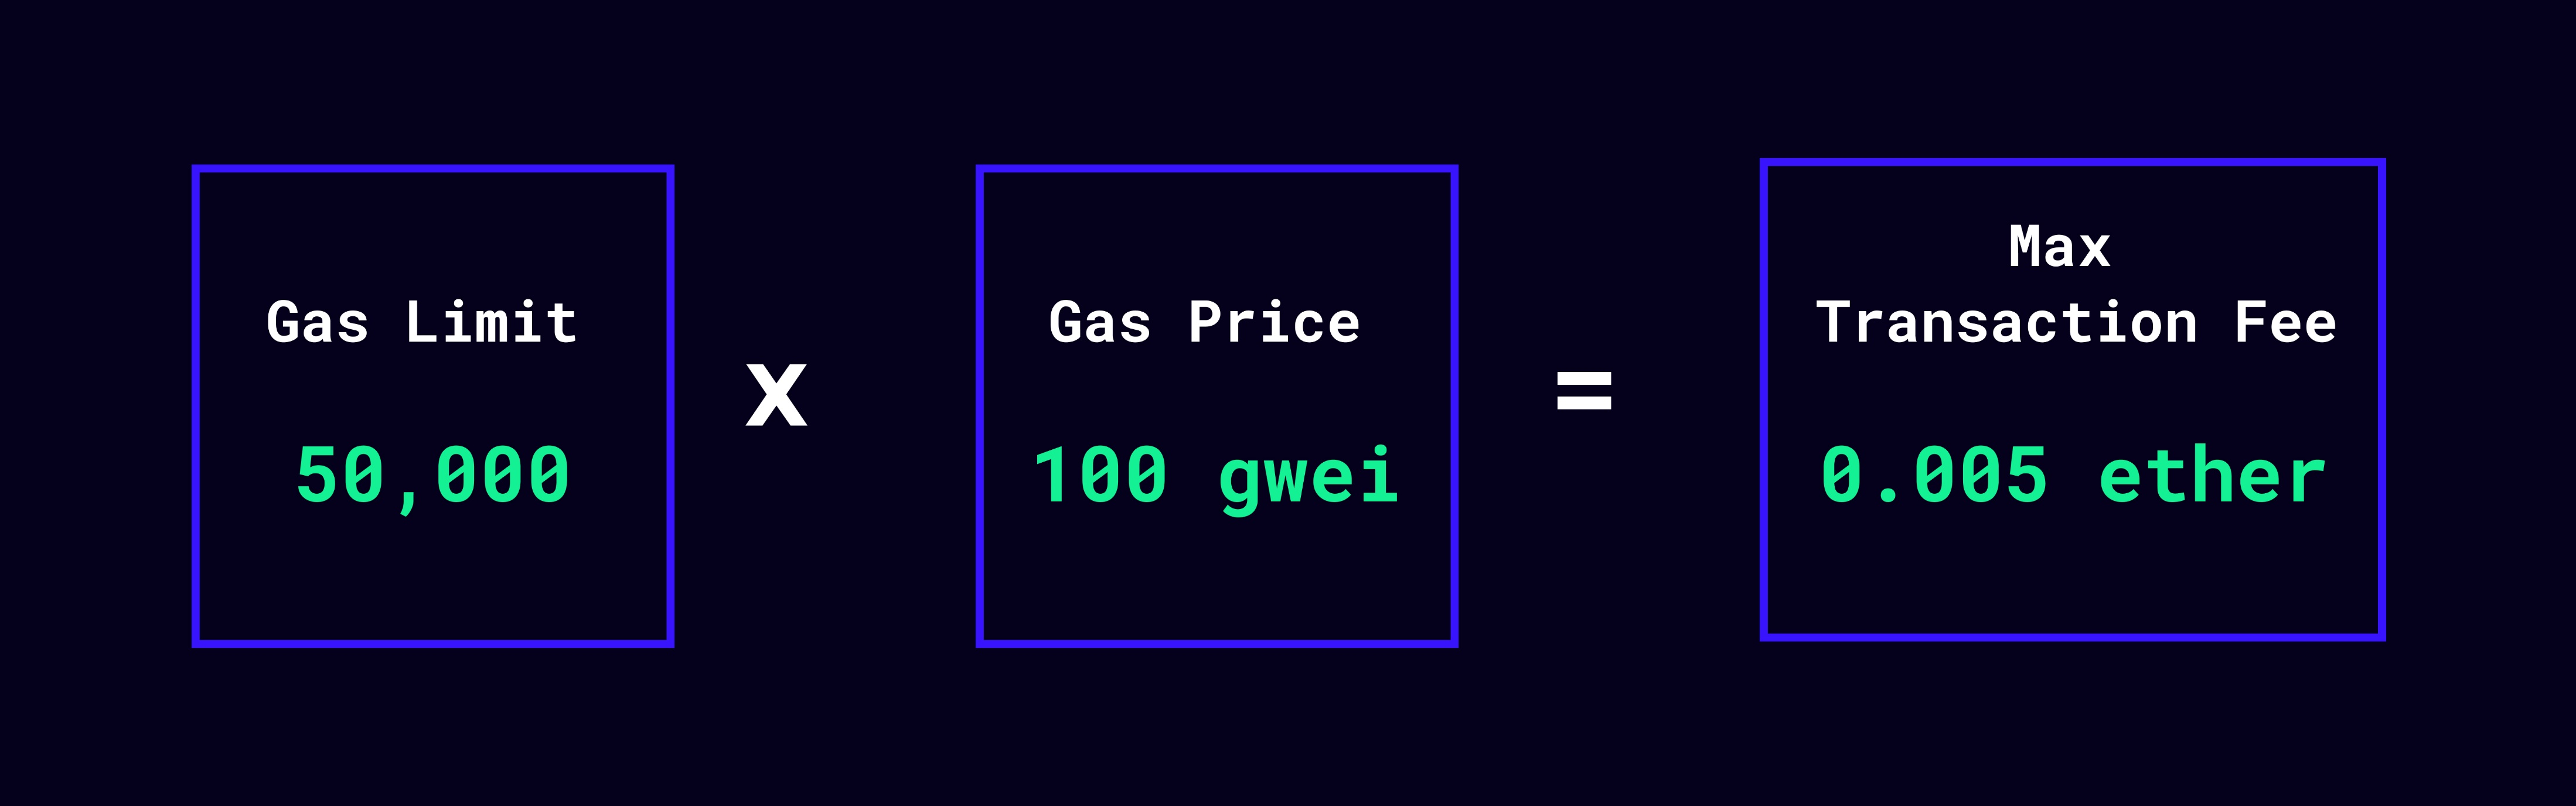 Gas Limit
50,000
x
Gas Price
100 gwei
=
Max
Transaction Fee
0.005 ether